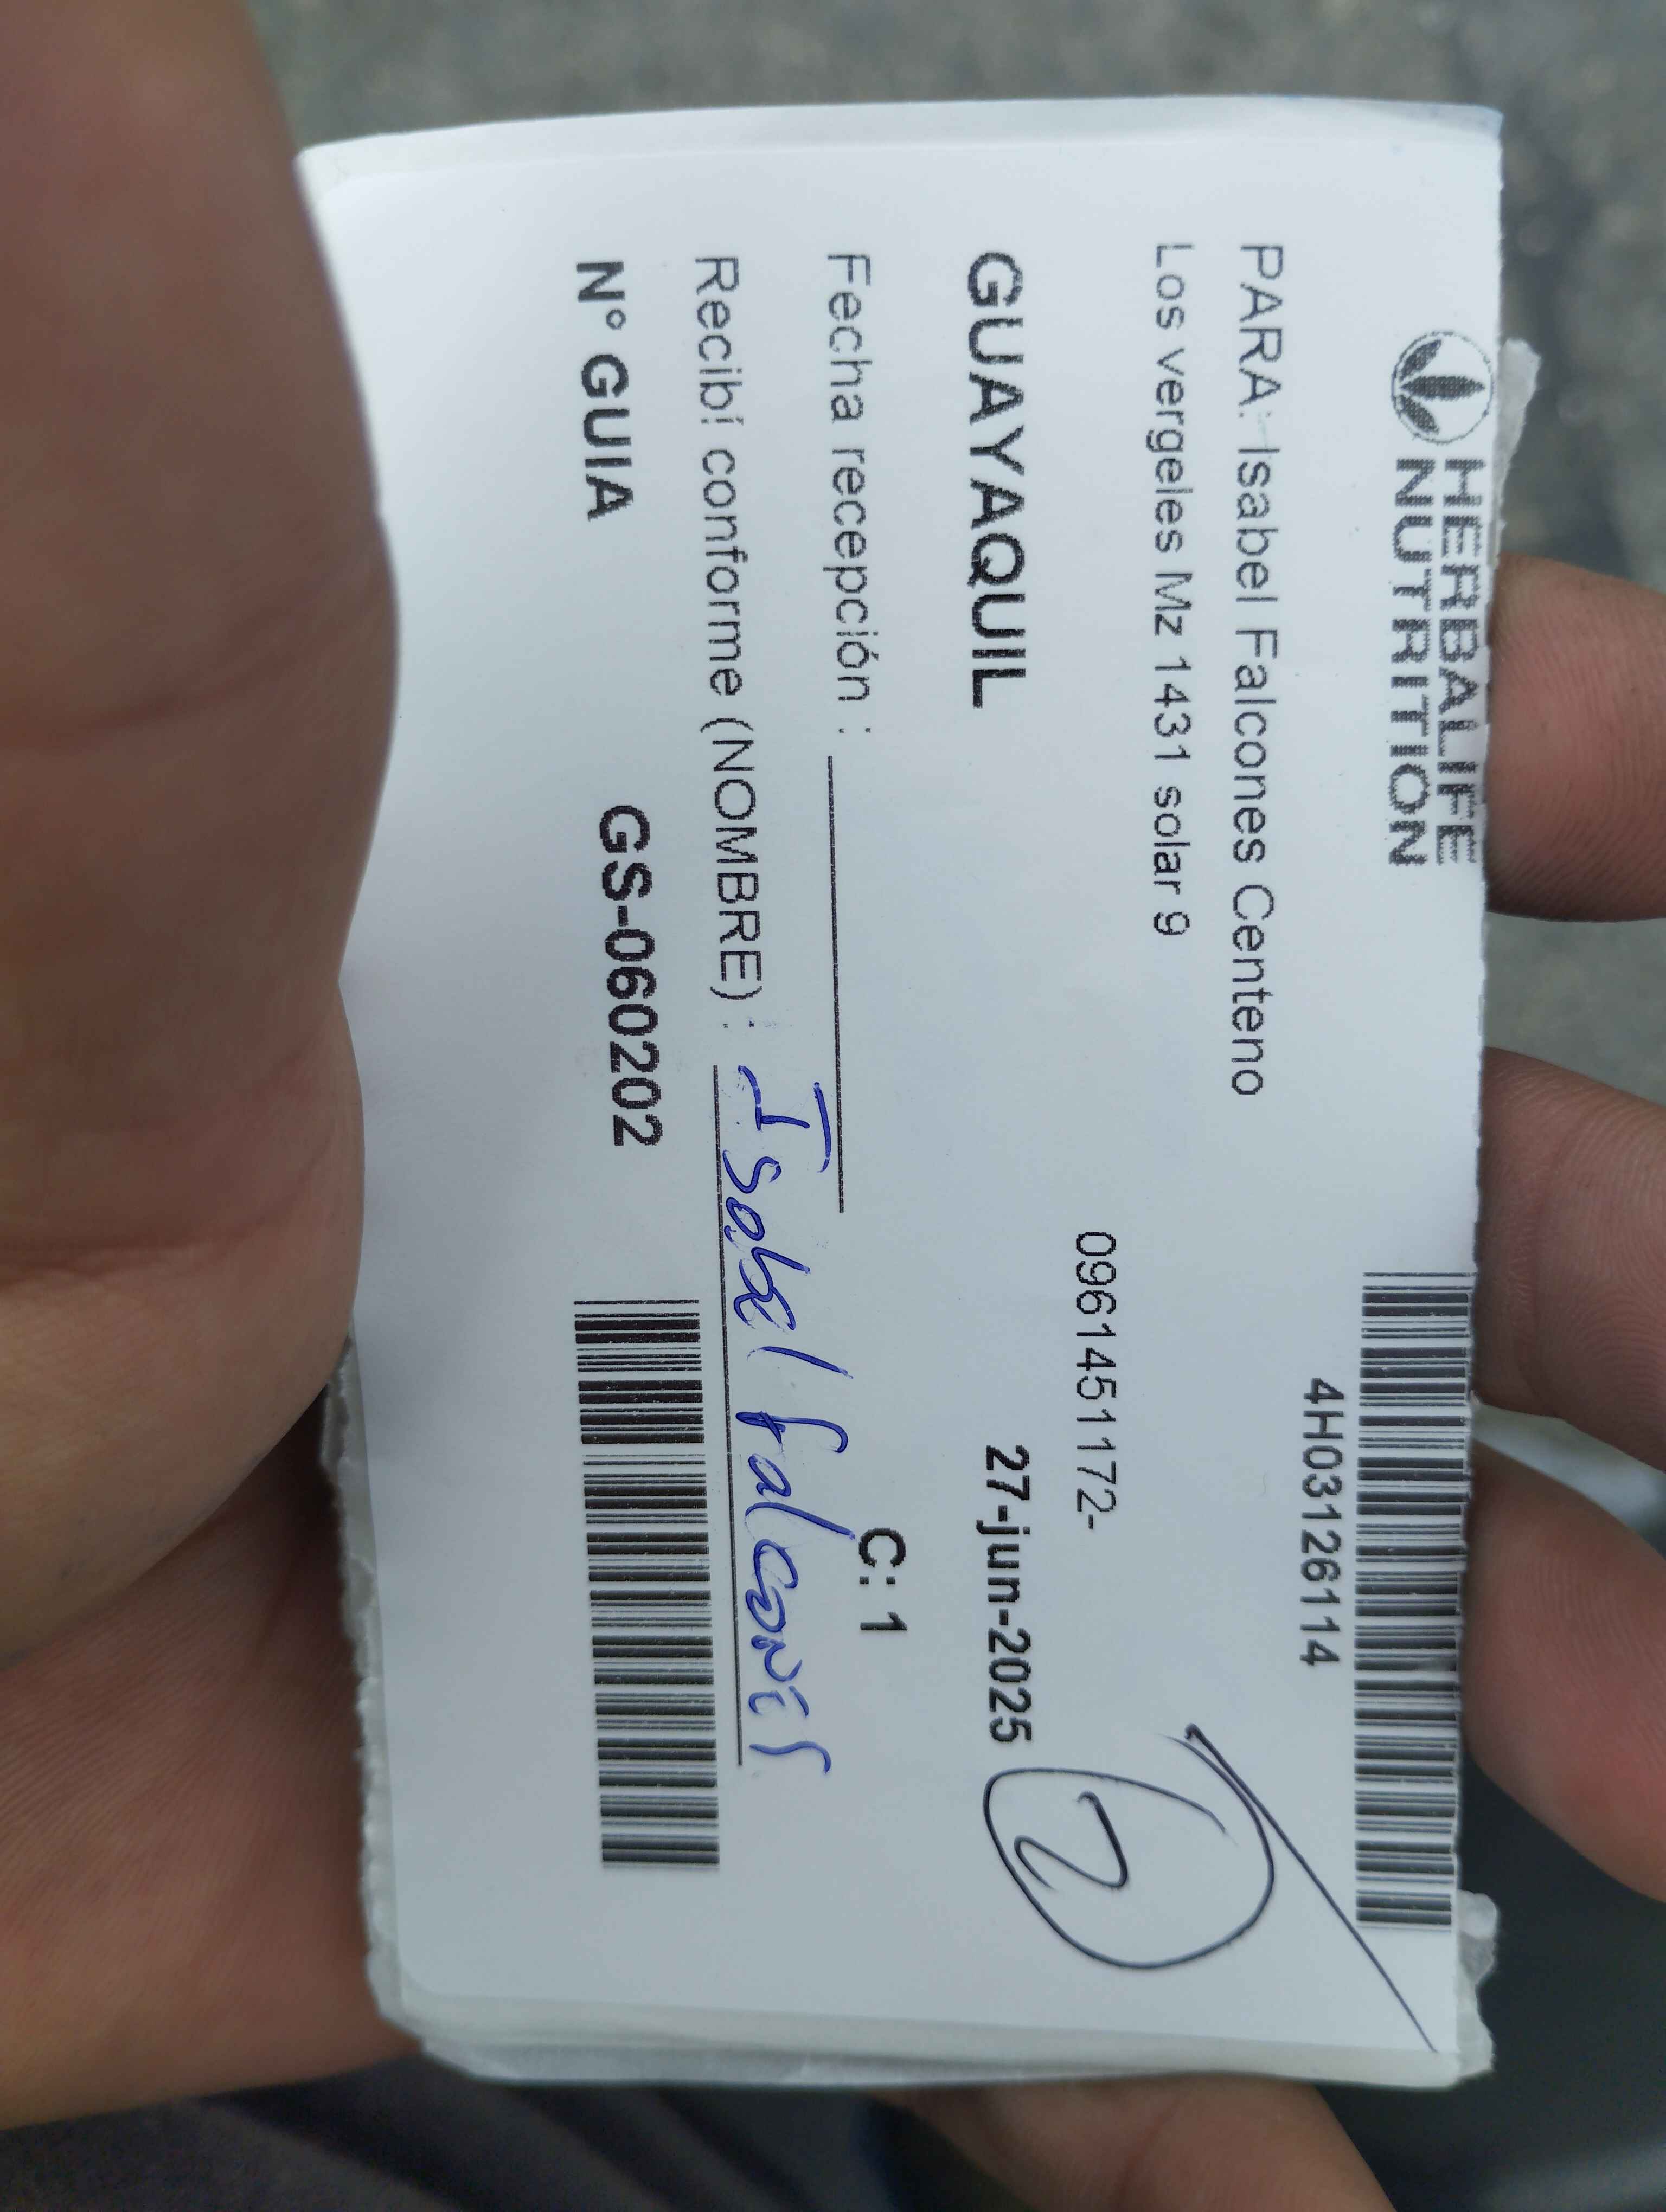 HERBALIFE
NUTRITION
4H03126114
PARA: Isabel Falcones Centeno
Los vergeles Mz 1431 solar 9
0961451172-
GUAYAQUIL 27-jun-2025
2
Fecha recepción : C: 1
Recibí conforme (NOMBRE) : Isabel falcones
N° GUIA GS-060202